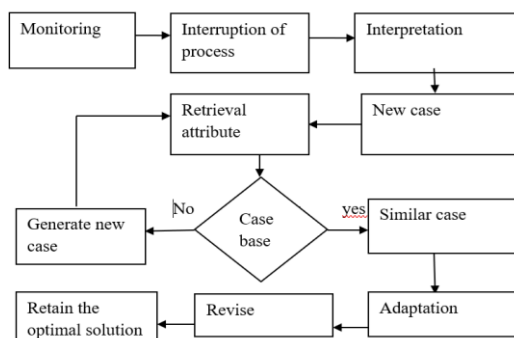 Monitoring
Interruption of
process
Interpretation
Retrieval
attribute
New case
No
Case
base
yes
Generate new
case
Similar case
Retain the
optimal solution
Revise
Adaptation